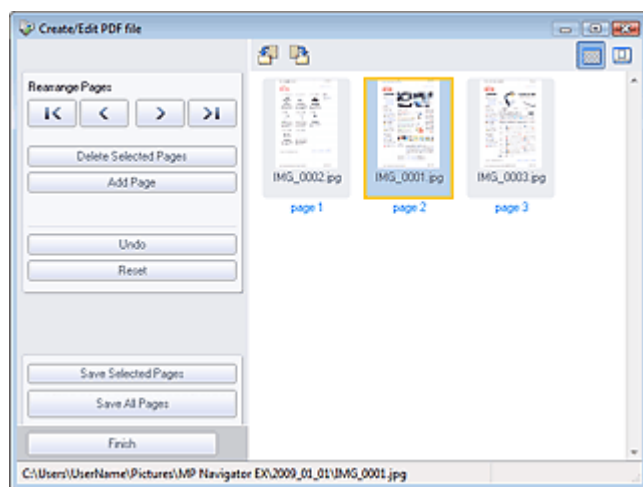 Create/Edit PDF file
Rearrange Pages
Delete Selected Pages
Add Page
Undo
Reset
Save Selected Pages
Save All Pages
Finish
IMG_0002.jpg
IMG_0001.jpg
IMG_0003.jpg
page 1
page 2
page 3
C:\Users\UserName\Pictures\MP Navigator EX\2009_01_01\IMG_0001.jpg